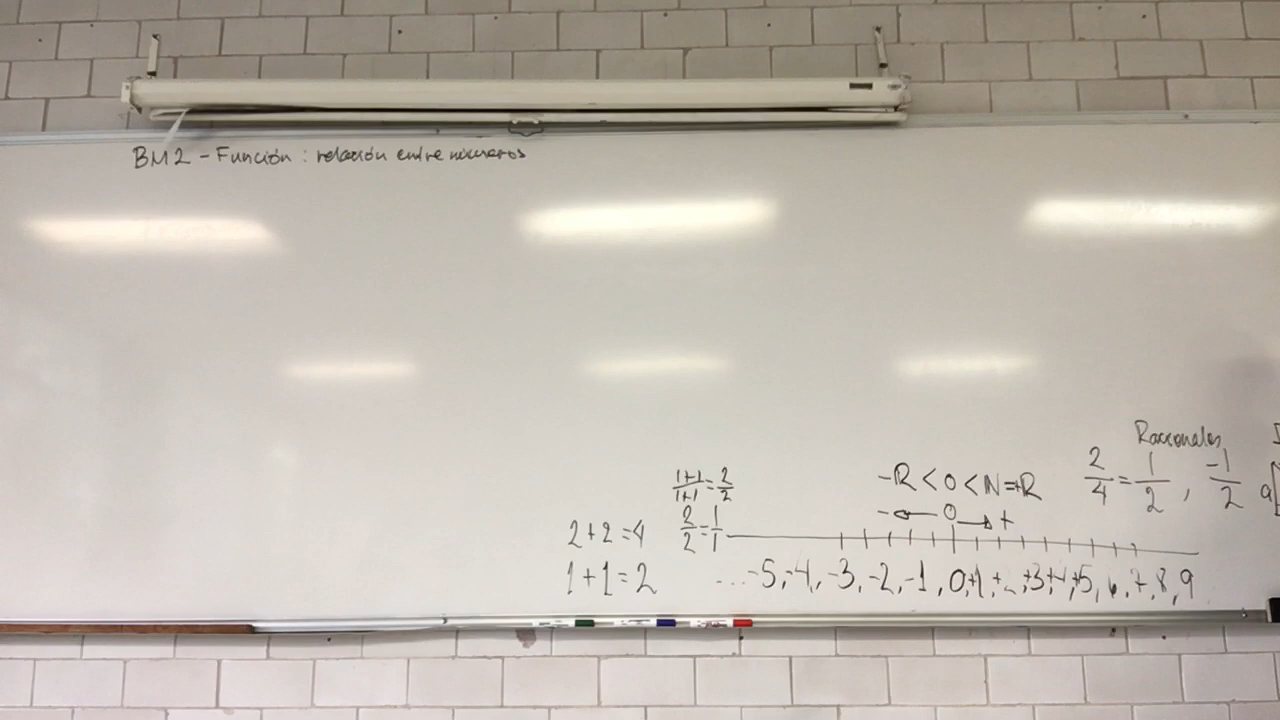 BM2 - Función : relación entre números
Racionales
1+1/1+1 = 2/2
-R < 0 < N = +R
2/4 = 1/2 , -1/2
- ← 0 → +
2+2=4
2/2 = 1/1
1+1=2
...-5,-4,-3,-2,-1,0,+1,+2,+3,+4,+5,6,7,8,9